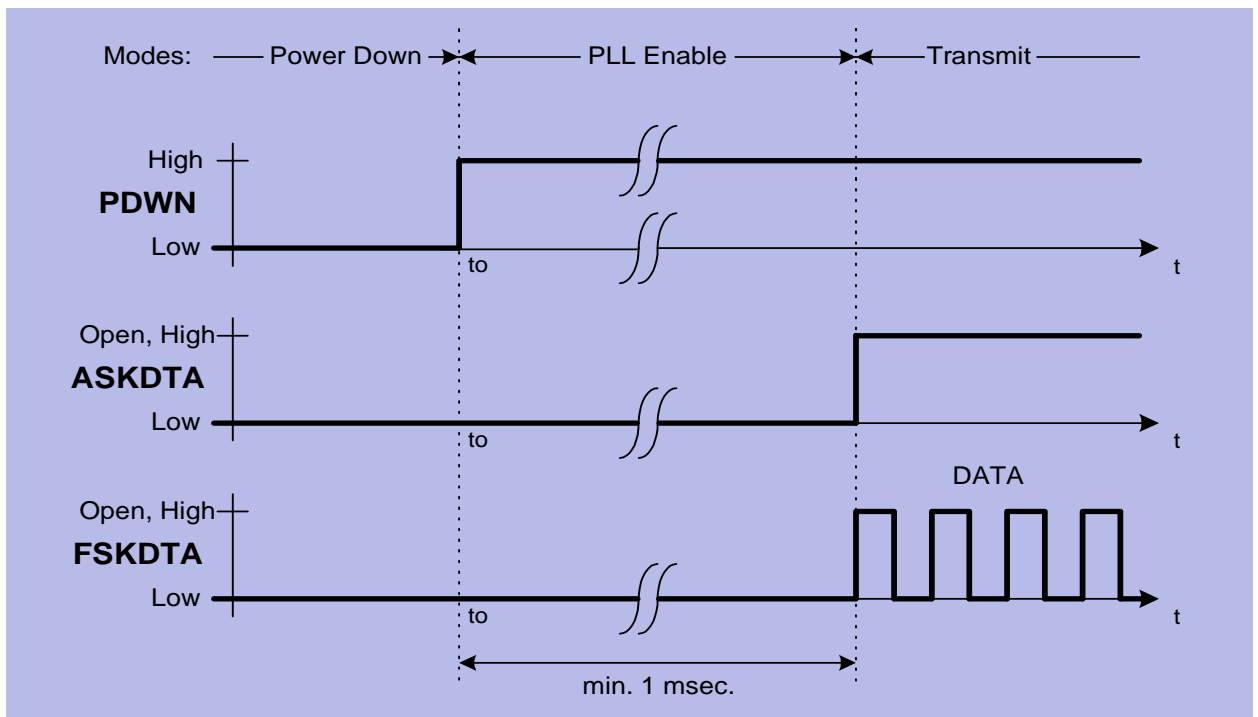 Modes: Power Down PLL Enable Transmit
High
PDWN
Low
to
t
Open, High
ASKDTA
Low
to
t
DATA
Open, High
FSKDTA
Low
to
t
min. 1 msec.